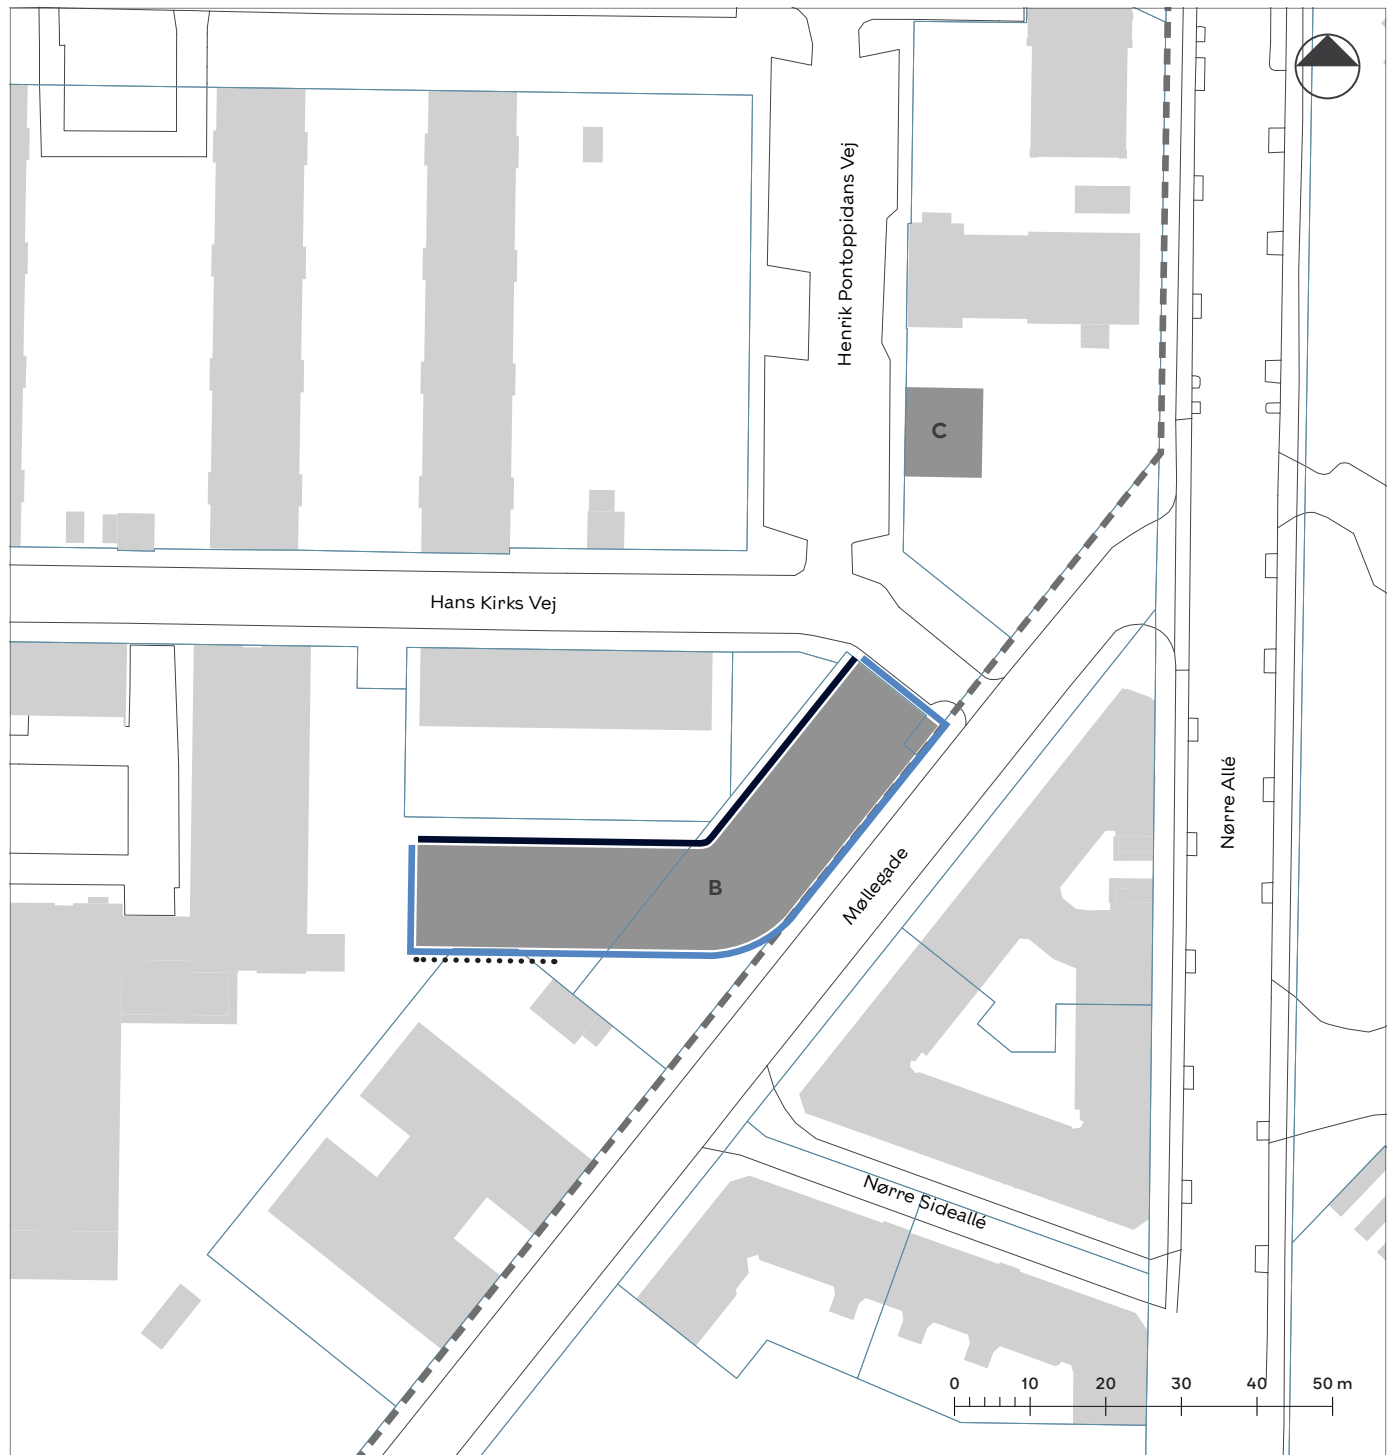 Henrik Pontoppidans Vej
C
Hans Kirks Vej
B
Møllegade
Nørre Allé
Nørre Sideallé
0 10 20 30 40 50 m